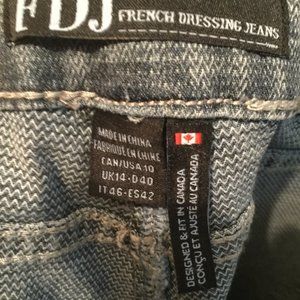 FDJ FRENCH DRESSING JEANS
MADE IN CHINA
FABRIQUE EN CHINE
CAN/USA 10
UK14-D40
IT46-ES42
DESIGNED & FIT IN CANADA
CONÇU ET AJUSTÉ AU CANADA